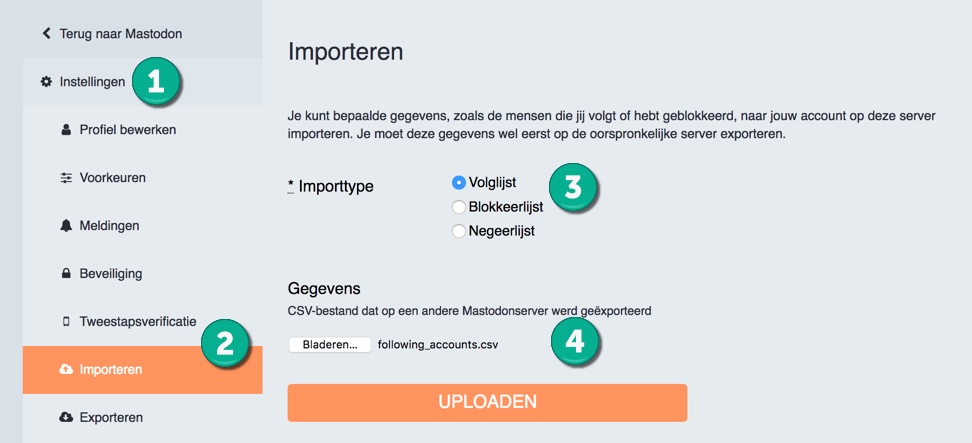 Terug naar Mastodon
Instellingen
1
Profiel bewerken
Voorkeuren
Meldingen
Beveiliging
Tweestapsverificatie
2
Importeren
Exporteren
Importeren
Je kunt bepaalde gegevens, zoals de mensen die jij volgt of hebt geblokkeerd, naar jouw account op deze server
importeren. Je moet deze gegevens wel eerst op de oorspronkelijke server exporteren.
* Importtype
Volglijst
3
Blokkeerlijst
Negeerlijst
Gegevens
CSV-bestand dat op een andere Mastodonserver werd geëxporteerd
Bladeren... following_accounts.csv
4
UPLOADEN